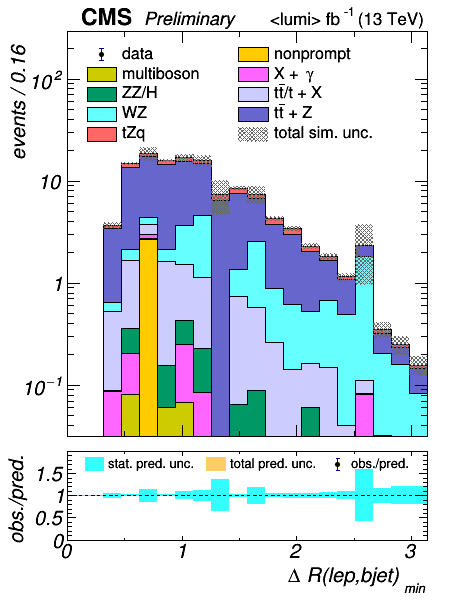 CMS Preliminary <lumi> fb⁻¹ (13 TeV)
events / 0.16
data
nonprompt
multiboson
X + γ
ZZ/H
tt̄/t + X
WZ
tt̄ + Z
tZq
total sim. unc.
10²
10
1
10⁻¹
obs./pred.
stat. pred. unc. total pred. unc. obs./pred.
1.5
1
0.5
0
0 1 2 3
Δ R(lep,bjet) min